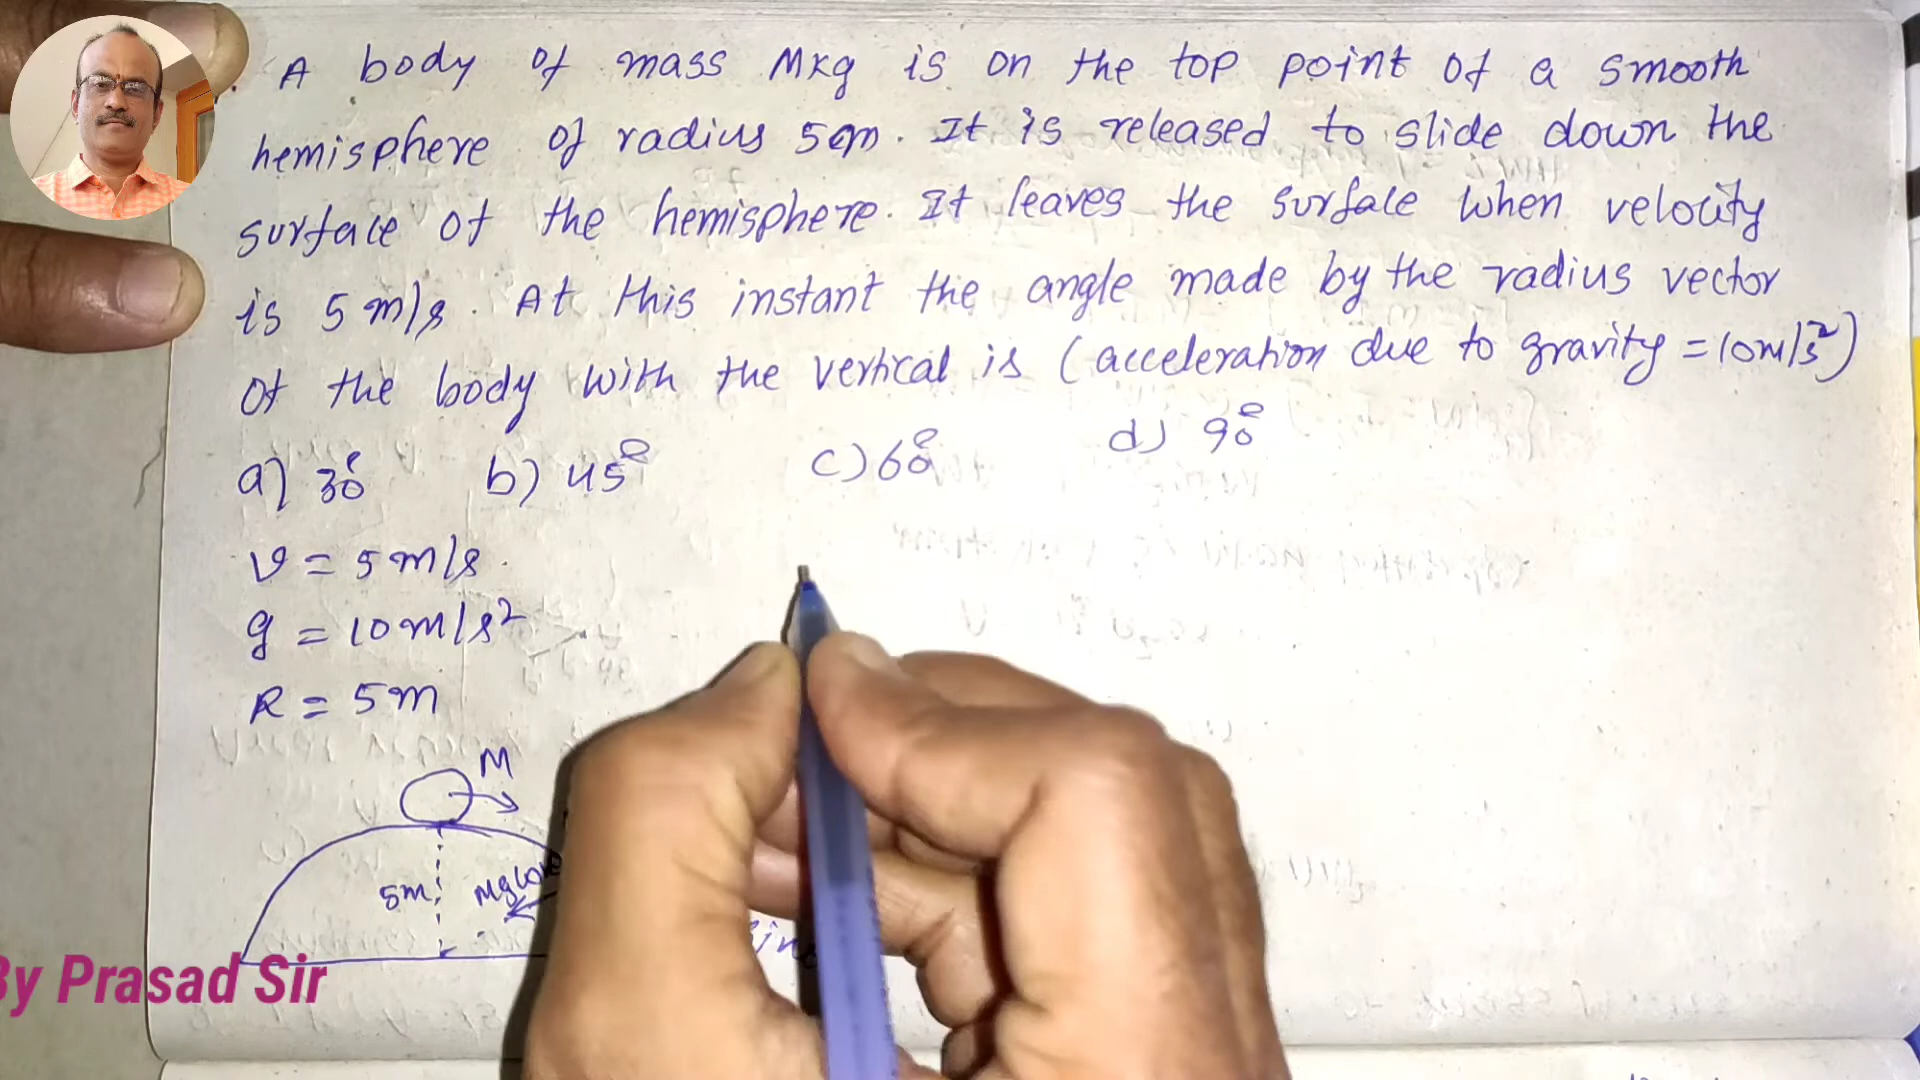 A body of mass MKg is on the top point of a smooth
hemisphere of radius 5cm. It is released to slide down the
surface of the hemisphere. It leaves the surface when velocity
is 5 m/s. At this instant the angle made by the radius vector
of the body with the vertical is (acceleration due to gravity = 10m/s²)
a) 30° b) 45° c) 60° d) 90°
v = 5 m/s.
g = 10 m/s²
R = 5m
M
5m
By Prasad Sir